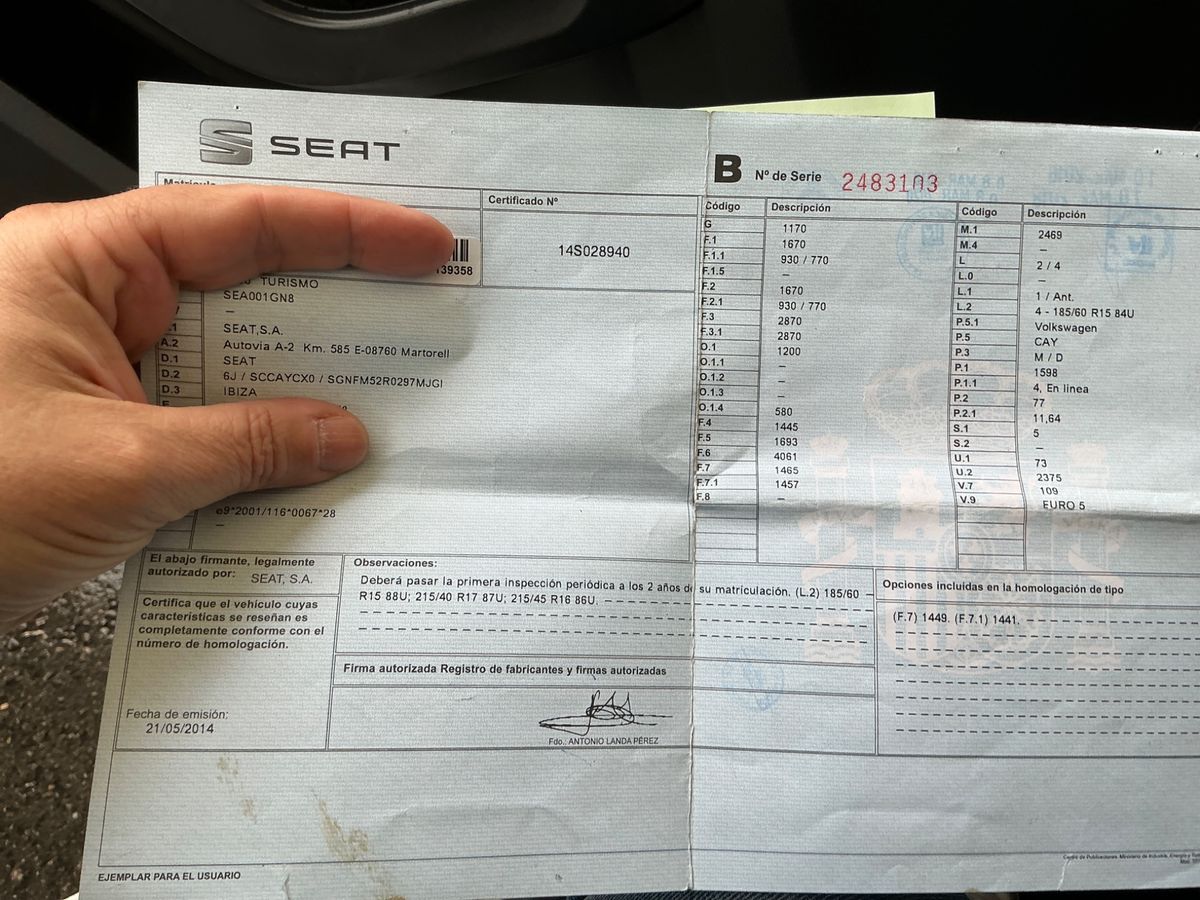 SEAT
B Nº de Serie 2483103
Certificado Nº
14S028940
139358
TURISMO
SEA001GN8
–
SEAT,S.A.
A.2 Autovia A-2 Km. 585 E-08760 Martorell
D.1 SEAT
D.2 6J / SCCAYCX0 / SGNFM52R0297MJGI
D.3 IBIZA
e9*2001/116*0067*28
–
Código Descripción
G 1170
F.1 1670
F.1.1 930 / 770
F.1.5 –
F.2 1670
F.2.1 930 / 770
F.3 2870
F.3.1 2870
O.1 1200
O.1.1 –
O.1.2 –
O.1.3 –
O.1.4 580
F.4 1445
F.5 1693
F.6 4061
F.7 1465
F.7.1 1457
F.8 –
Código Descripción
M.1 2469
M.4 –
L 2 / 4
L.0 –
L.1 1 / Ant.
L.2 4 - 185/60 R15 84U
P.5.1 Volkswagen
P.5 CAY
P.3 M / D
P.1 1598
P.1.1 4, En linea
P.2 77
P.2.1 11,64
S.1 5
S.2 –
U.1 73
U.2 2375
V.7 109
V.9 EURO 5
El abajo firmante, legalmente
autorizado por: SEAT, S.A.
Certifica que el vehículo cuyas
características se reseñan es
completamente conforme con el
número de homologación.
Fecha de emisión:
21/05/2014
Observaciones:
Deberá pasar la primera inspección periódica a los 2 años de su matriculación. (L.2) 185/60
R15 88U; 215/40 R17 87U; 215/45 R16 86U.
Firma autorizada Registro de fabricantes y firmas autorizadas
Fdo.: ANTONIO LANDA PÉREZ
Opciones incluidas en la homologación de tipo
(F.7) 1449. (F.7.1) 1441.
EJEMPLAR PARA EL USUARIO